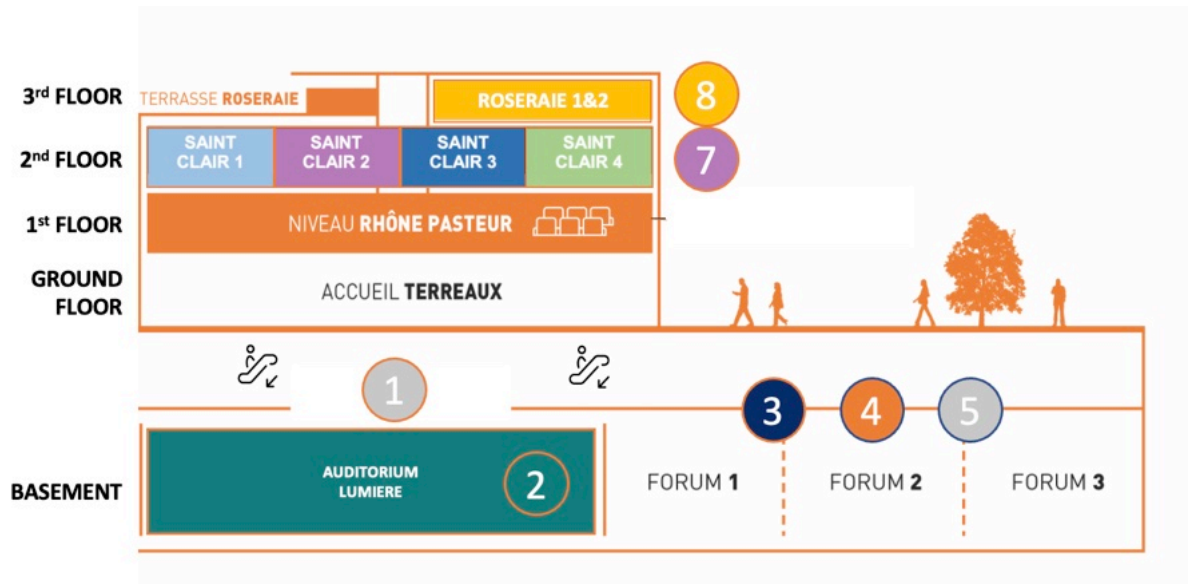 3rd FLOOR
TERRASSE ROSERAIE
ROSERAIE 1&2
8
2nd FLOOR
SAINT CLAIR 1
SAINT CLAIR 2
SAINT CLAIR 3
SAINT CLAIR 4
7
1st FLOOR
NIVEAU RHÔNE PASTEUR
GROUND
FLOOR
ACCUEIL TERREAUX
1
3
4
5
BASEMENT
AUDITORIUM
LUMIERE
2
FORUM 1
FORUM 2
FORUM 3